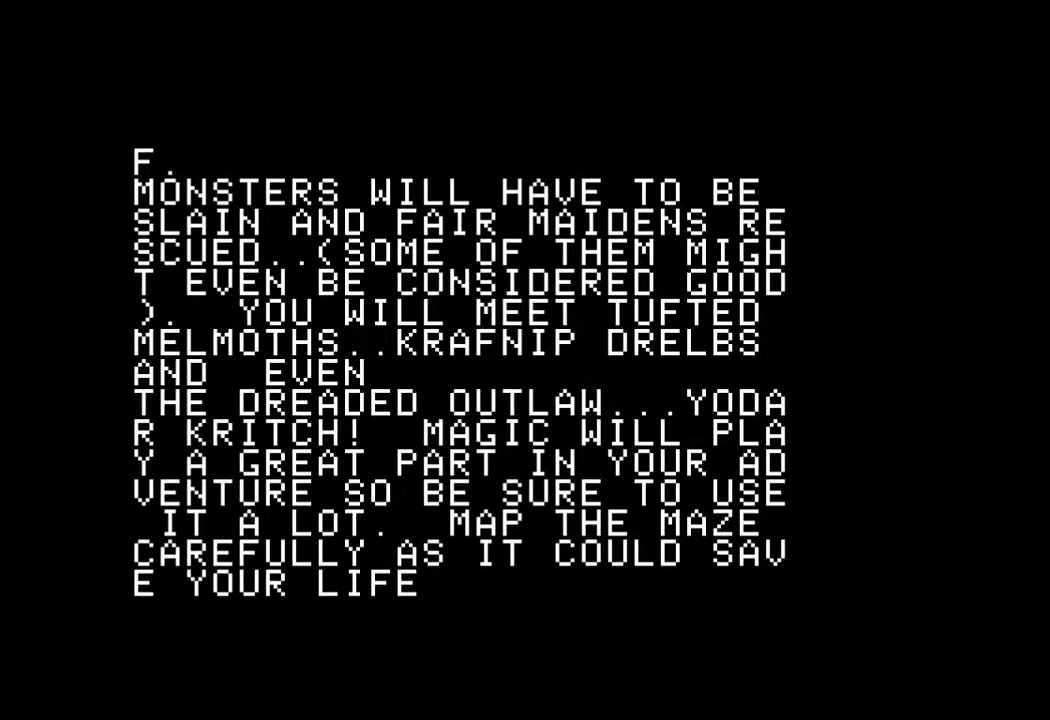 F.
MONSTERS WILL HAVE TO BE
SLAIN AND FAIR MAIDENS RE
SCUED..(SOME OF THEM MIGH
T EVEN BE CONSIDERED GOOD
).  YOU WILL MEET TUFTED
MELMOTHS..KRAFNIP DRELBS
AND  EVEN
THE DREADED OUTLAW...YODA
R KRITCH!  MAGIC WILL PLA
Y A GREAT PART IN YOUR AD
VENTURE SO BE SURE TO USE
 IT A LOT.  MAP THE MAZE
CAREFULLY AS IT COULD SAV
E YOUR LIFE